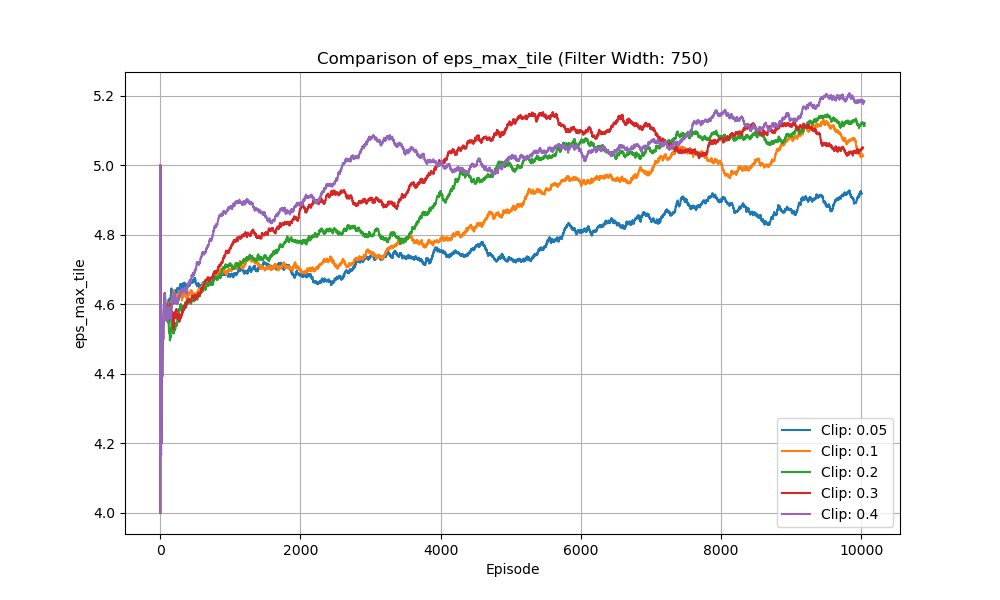 Comparison of eps_max_tile (Filter Width: 750)
eps_max_tile
5.2
5.0
4.8
4.6
4.4
4.2
4.0
0 2000 4000 6000 8000 10000
Episode
Clip: 0.05
Clip: 0.1
Clip: 0.2
Clip: 0.3
Clip: 0.4